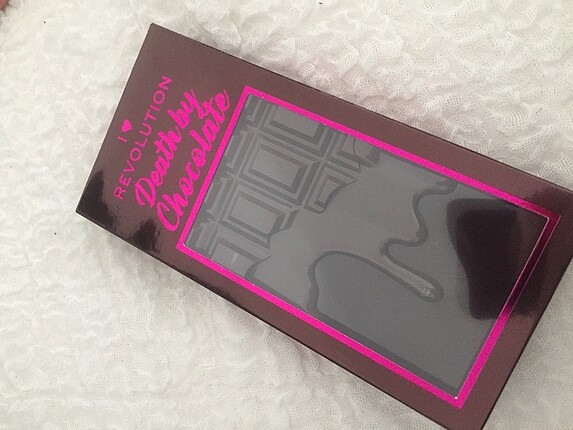 I ♥
REVOLUTION
Death by
Chocolate